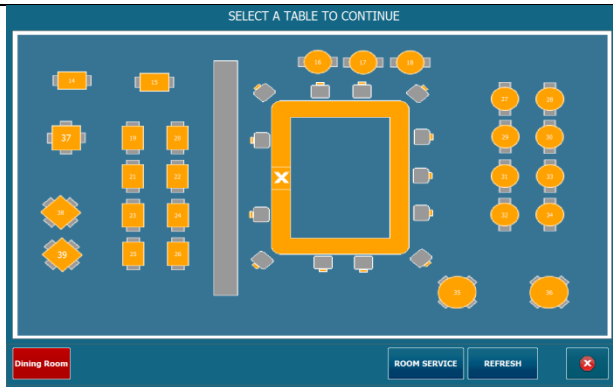 SELECT A TABLE TO CONTINUE
16 17 18
14 15
27 28
37 19 20 29 30
21 22 31 33
38 23 24 32 34
39 25 26
35 36
Dining Room ROOM SERVICE REFRESH